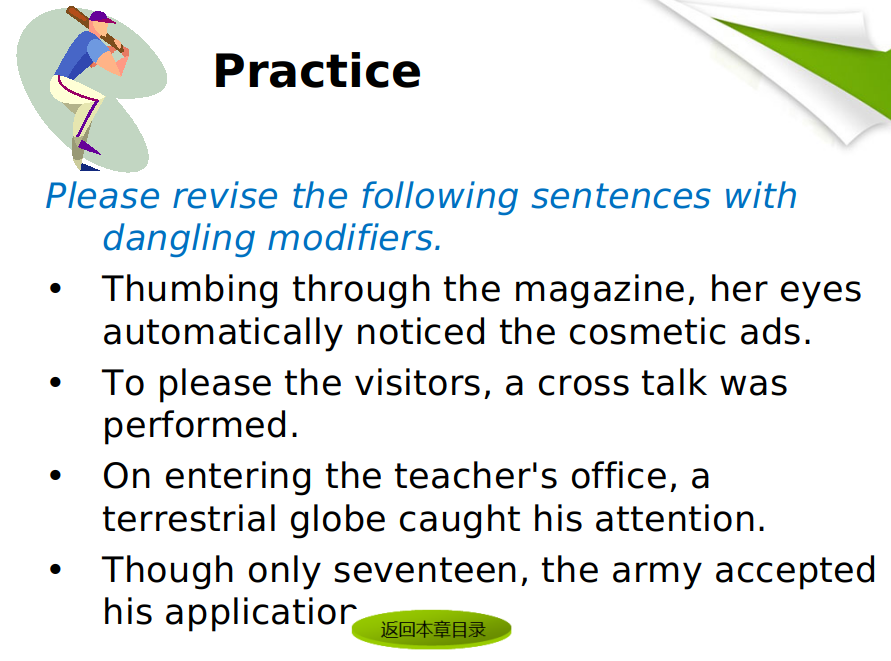 Practice
Please revise the following sentences with
dangling modifiers.
• Thumbing through the magazine, her eyes
automatically noticed the cosmetic ads.
• To please the visitors, a cross talk was
performed.
• On entering the teacher's office, a
terrestrial globe caught his attention.
• Though only seventeen, the army accepted
his application
返回本章目录